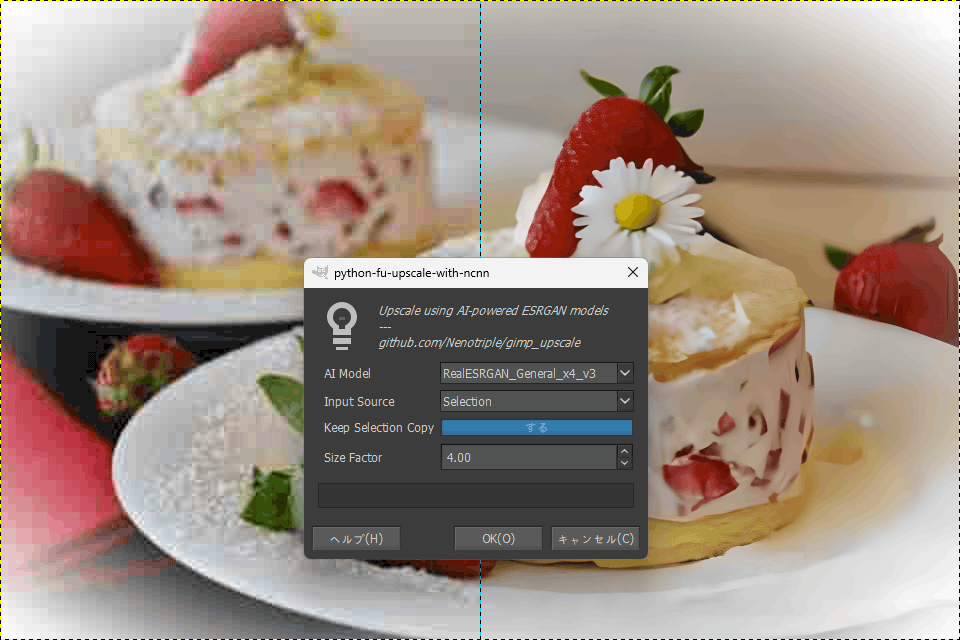 python-fu-upscale-with-ncnn
Upscale using AI-powered ESRGAN models
---
github.com/Nenotriple/gimp_upscale
AI Model RealESRGAN_General_x4_v3
Input Source Selection
Keep Selection Copy する
Size Factor 4.00
ヘルプ(H) OK(O) キャンセル(C)